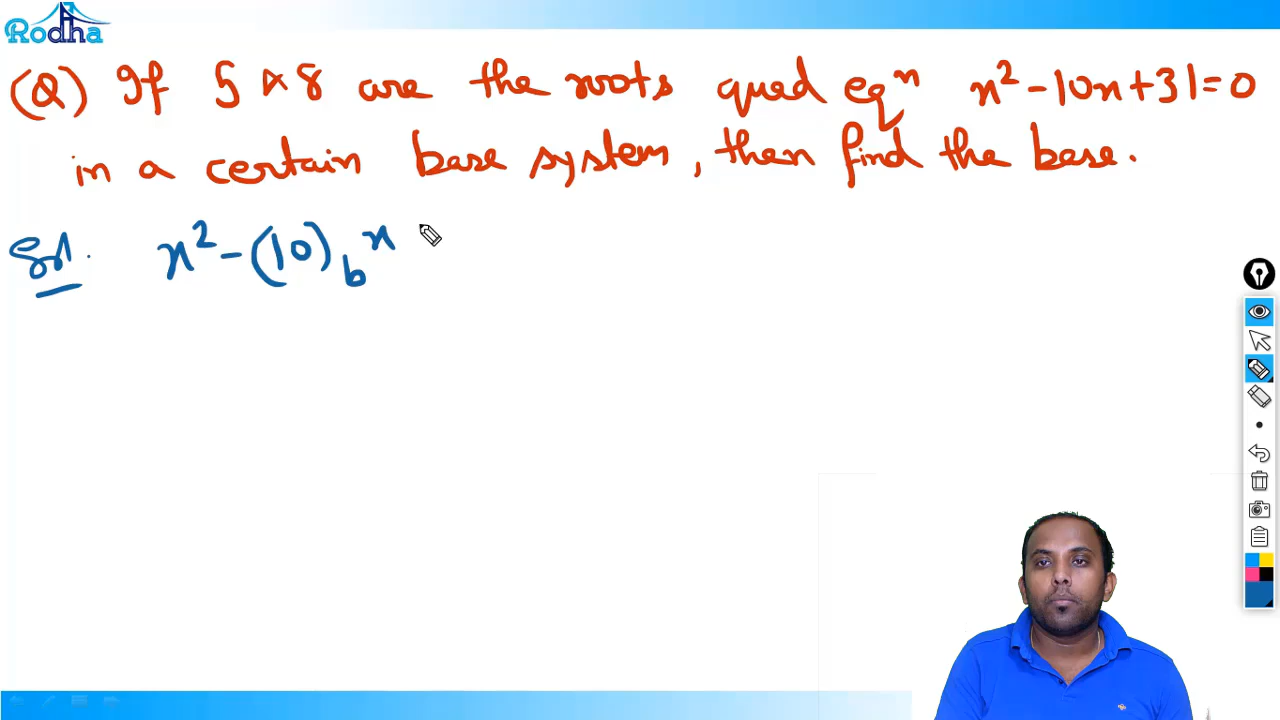 Rodha
(Q) If 5 & 8 are the roots quad eqⁿ x² - 10x + 31 = 0
in a certain base system, then find the base.
Sol. x² - (10)_b x